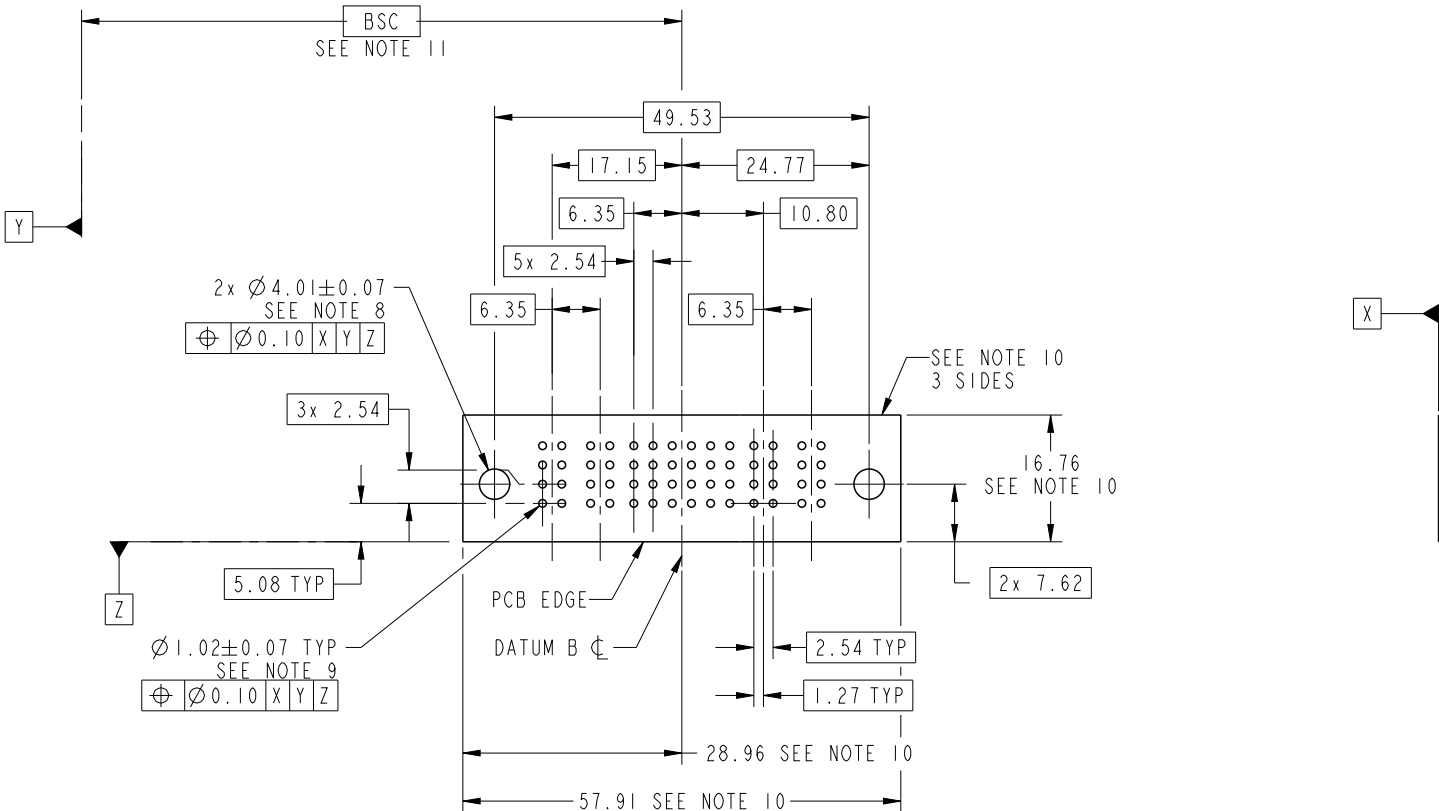 BSC
SEE NOTE 11
49.53
17.15
24.77
6.35
10.80
Y
5x 2.54
2x Ø4.01±0.07
SEE NOTE 8
⌖ Ø0.10 X Y Z
6.35
6.35
X
SEE NOTE 10
3 SIDES
3x 2.54
16.76
SEE NOTE 10
5.08 TYP
2x 7.62
Z
PCB EDGE
DATUM B ℄
Ø1.02±0.07 TYP
SEE NOTE 9
⌖ Ø0.10 X Y Z
2.54 TYP
1.27 TYP
28.96 SEE NOTE 10
57.91 SEE NOTE 10